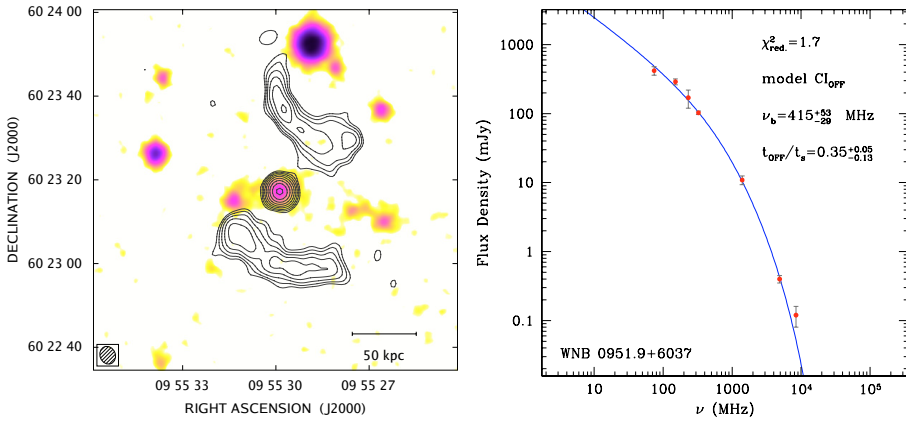 60 24 00
60 23 40
60 23 20
60 23 00
60 22 40
DECLINATION (J2000)
50 kpc
09 55 33
09 55 30
09 55 27
RIGHT ASCENSION (J2000)
1000
100
10
1
0.1
Flux Density (mJy)
χ²red.=1.7
model CIOFF
νb=415+53−29 MHz
tOFF/ts=0.35+0.05−0.13
WNB 0951.9+6037
10
100
1000
10⁴
10⁵
ν (MHz)